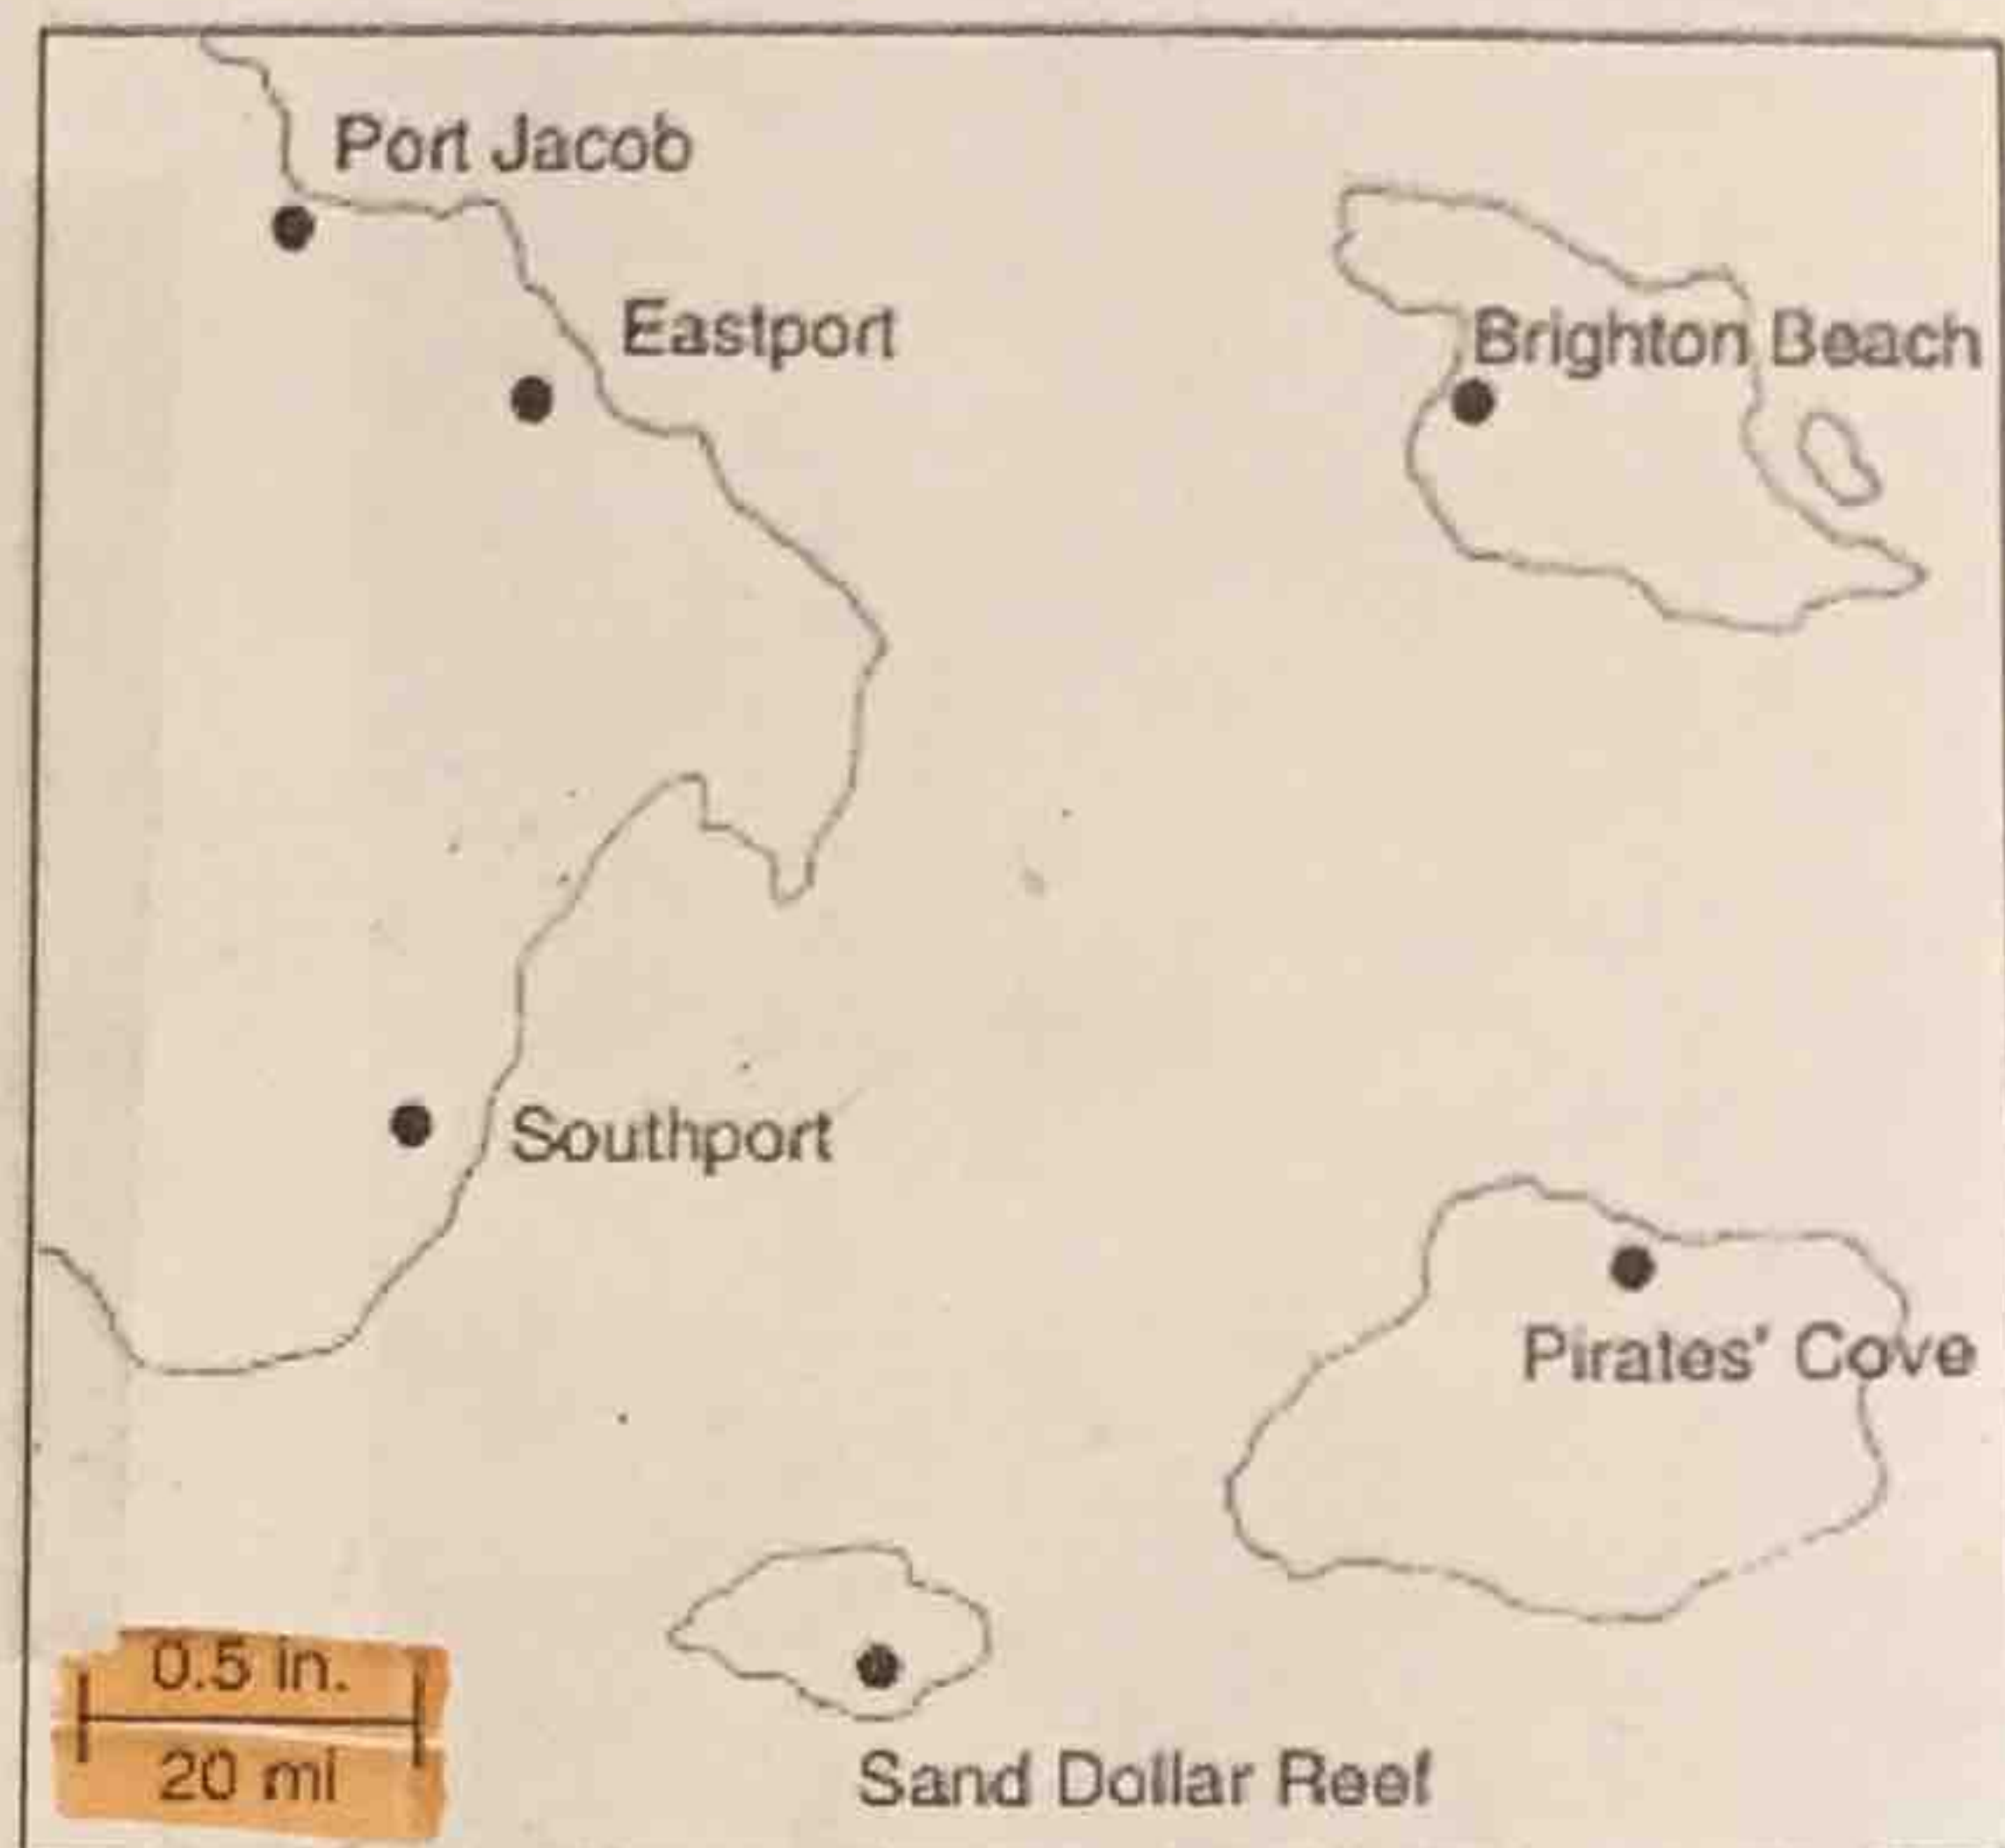 Port Jacob
Eastport
Brighton Beach
Southport
Pirates' Cove
0.5 in.
20 mi
Sand Dollar Reef